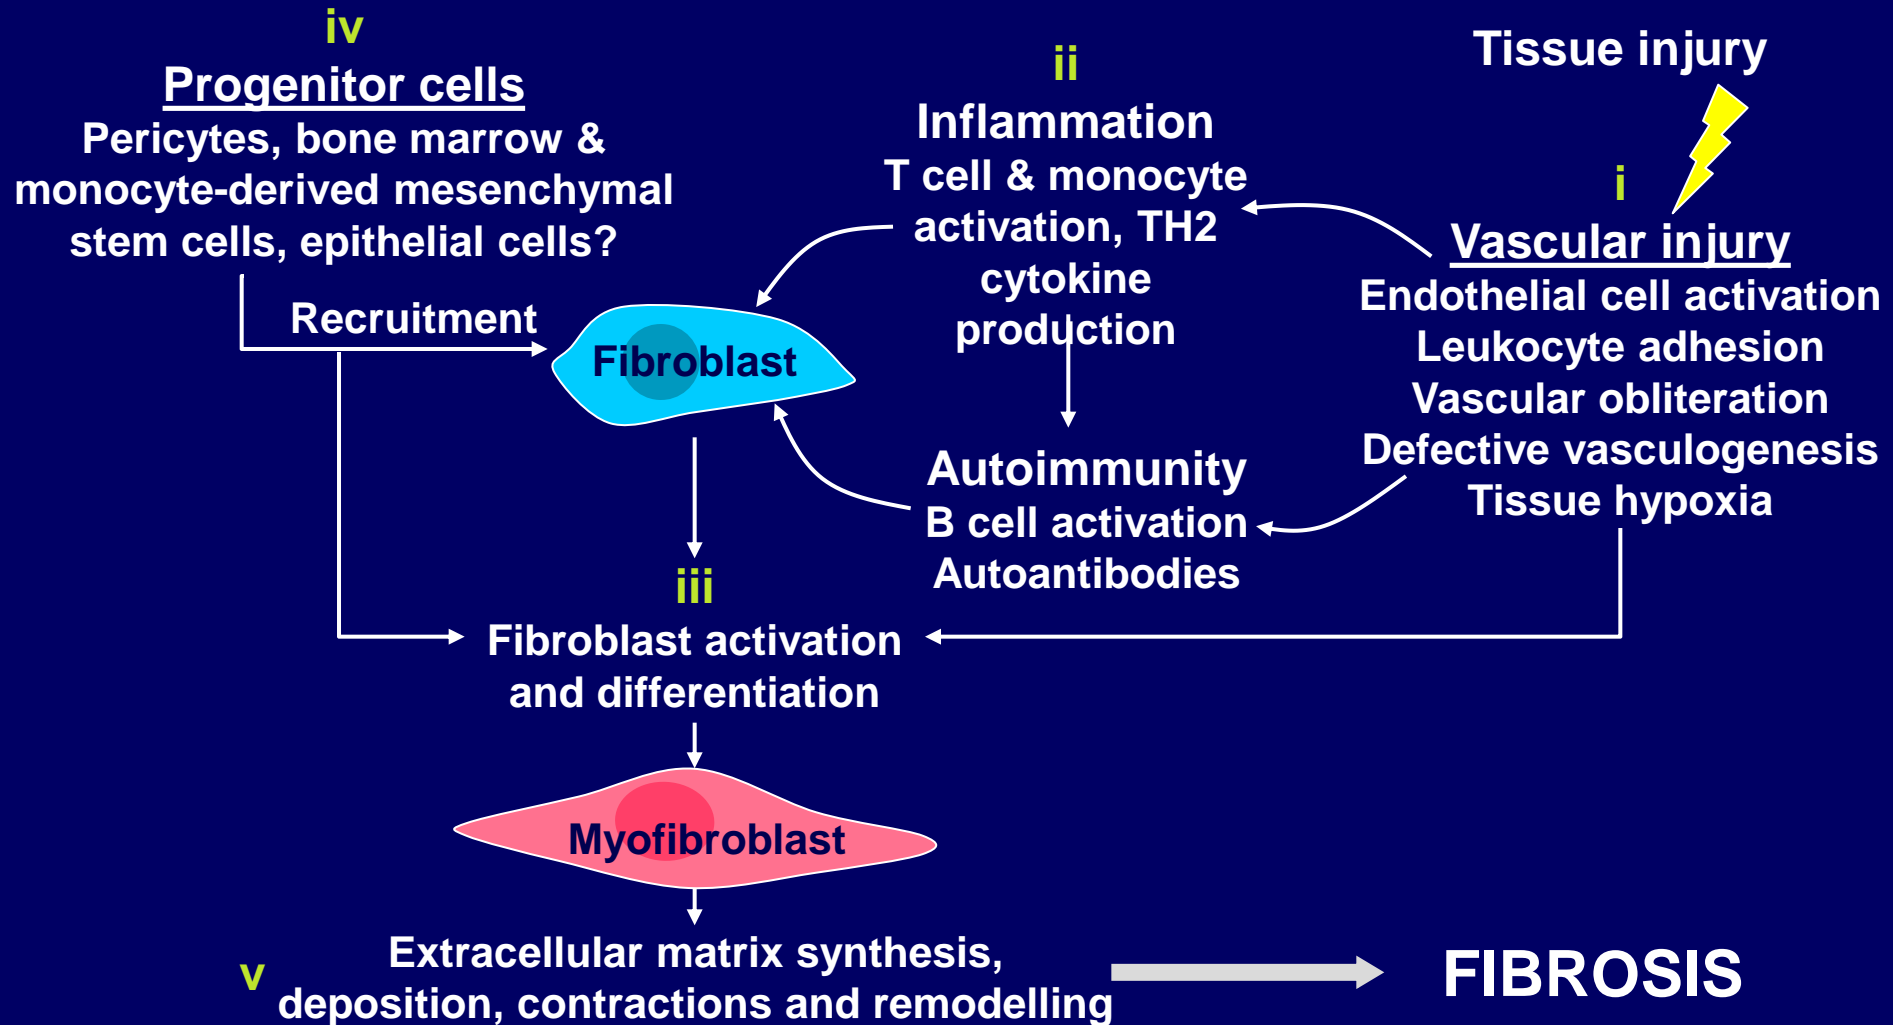 iv
Progenitor cells
Pericytes, bone marrow &
monocyte-derived mesenchymal
stem cells, epithelial cells?
Recruitment
ii
Inflammation
T cell & monocyte
activation, TH2
cytokine
production
Tissue injury
i
Vascular injury
Endothelial cell activation
Leukocyte adhesion
Vascular obliteration
Defective vasculogenesis
Tissue hypoxia
Fibroblast
Autoimmunity
B cell activation
Autoantibodies
iii
Fibroblast activation
and differentiation
Myofibroblast
v
Extracellular matrix synthesis,
deposition, contractions and remodelling
FIBROSIS